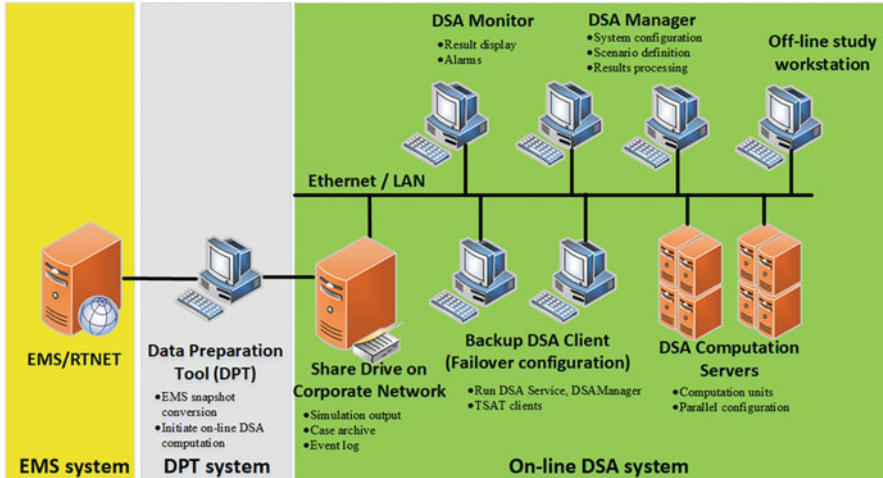 DSA Monitor
•Result display
•Alarms
DSA Manager
•System configuration
•Scenario definition
•Results processing
Off-line study
workstation
Ethernet / LAN
EMS/RTNET
Data Preparation
Tool (DPT)
•EMS snapshot
conversion
•Initiate on-line DSA
computation
Share Drive on
Corporate Network
•Simulation output
•Case archive
•Event log
Backup DSA Client
(Failover configuration)
•Run DSA Service, DSAManager
•TSAT clients
DSA Computation
Servers
•Computation units
•Parallel configuration
EMS system
DPT system
On-line DSA system